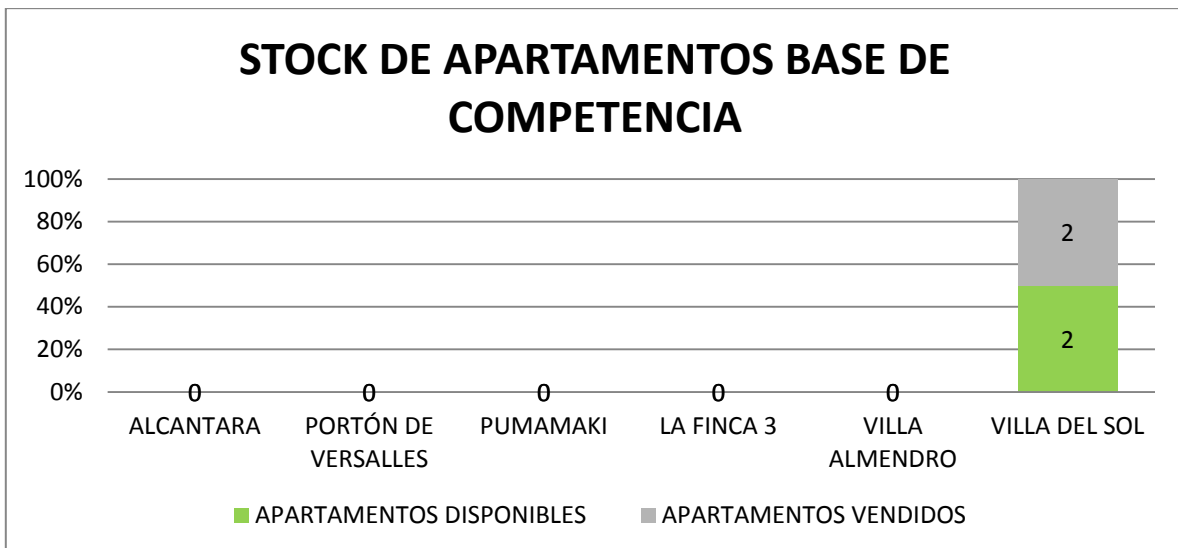 STOCK DE APARTAMENTOS BASE DE
COMPETENCIA
100%
80%
60%
40%
20%
0%
2
2
0 0 0 0 0
ALCANTARA PORTÓN DE VERSALLES PUMAMAKI LA FINCA 3 VILLA ALMENDRO VILLA DEL SOL
APARTAMENTOS DISPONIBLES APARTAMENTOS VENDIDOS